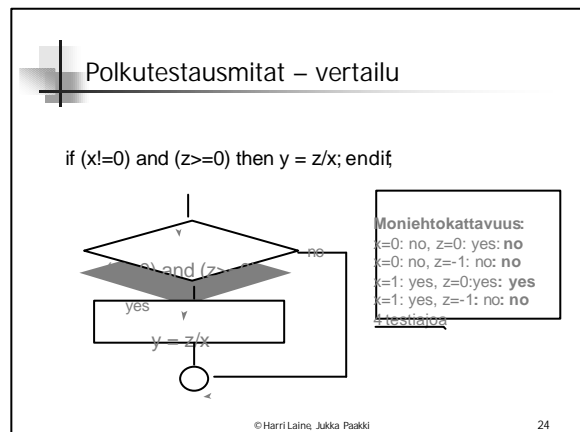 Polkutestausmitat – vertailu
if (x!=0) and (z>=0) then y = z/x; endif;
no
and (z>
yes
y = z/x
Moniehtokattavuus:
x=0: no, z=0: yes: no
x=0: no, z=-1: no: no
x=1: yes, z=0:yes: yes
x=1: yes, z=-1: no: no
4 testiajoa
© Harri Laine, Jukka Paakki
24